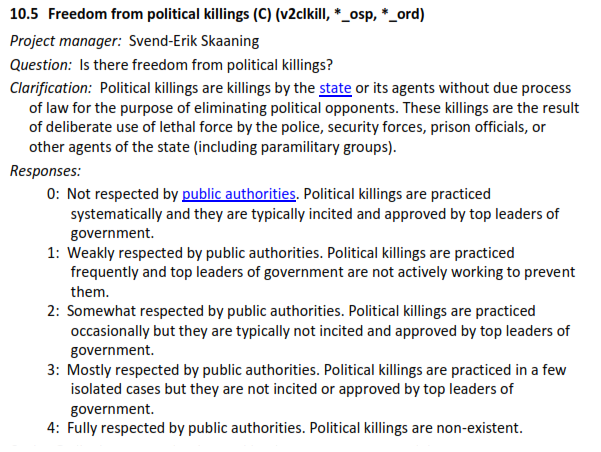 10.5 Freedom from political killings (C) (v2clkill, *_osp, *_ord)
Project manager: Svend-Erik Skaaning
Question: Is there freedom from political killings?
Clarification: Political killings are killings by the state or its agents without due process
of law for the purpose of eliminating political opponents. These killings are the result
of deliberate use of lethal force by the police, security forces, prison officials, or
other agents of the state (including paramilitary groups).
Responses:
0: Not respected by public authorities. Political killings are practiced
systematically and they are typically incited and approved by top leaders of
government.
1: Weakly respected by public authorities. Political killings are practiced
frequently and top leaders of government are not actively working to prevent
them.
2: Somewhat respected by public authorities. Political killings are practiced
occasionally but they are typically not incited and approved by top leaders of
government.
3: Mostly respected by public authorities. Political killings are practiced in a few
isolated cases but they are not incited or approved by top leaders of
government.
4: Fully respected by public authorities. Political killings are non-existent.